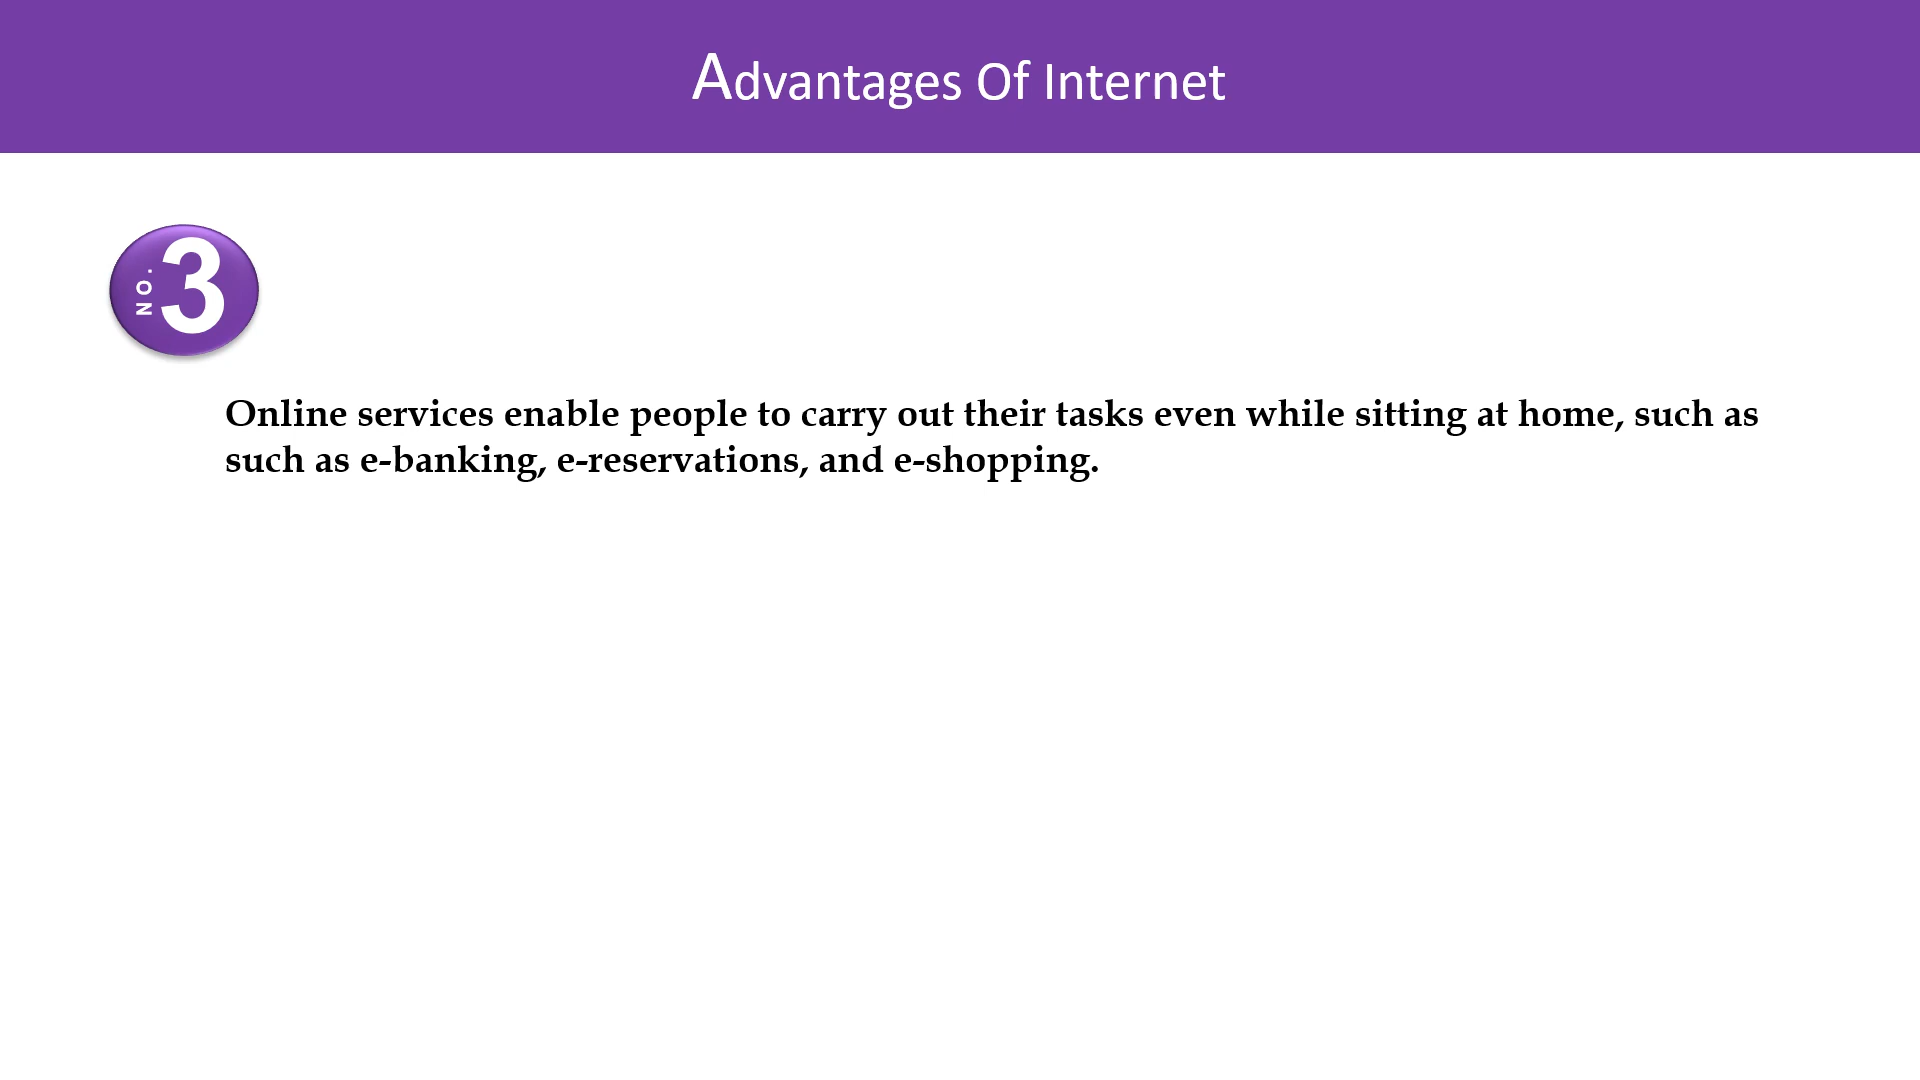 Advantages Of Internet
NO. 3
Online services enable people to carry out their tasks even while sitting at home, such as
such as e-banking, e-reservations, and e-shopping.